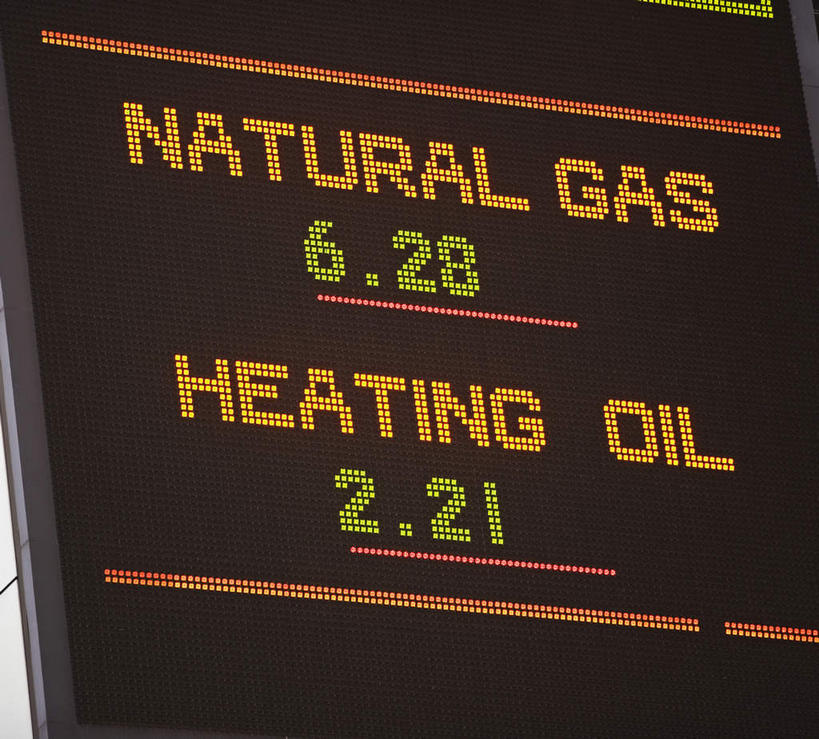 NATURAL GAS
6.28
HEATING OIL
2.21